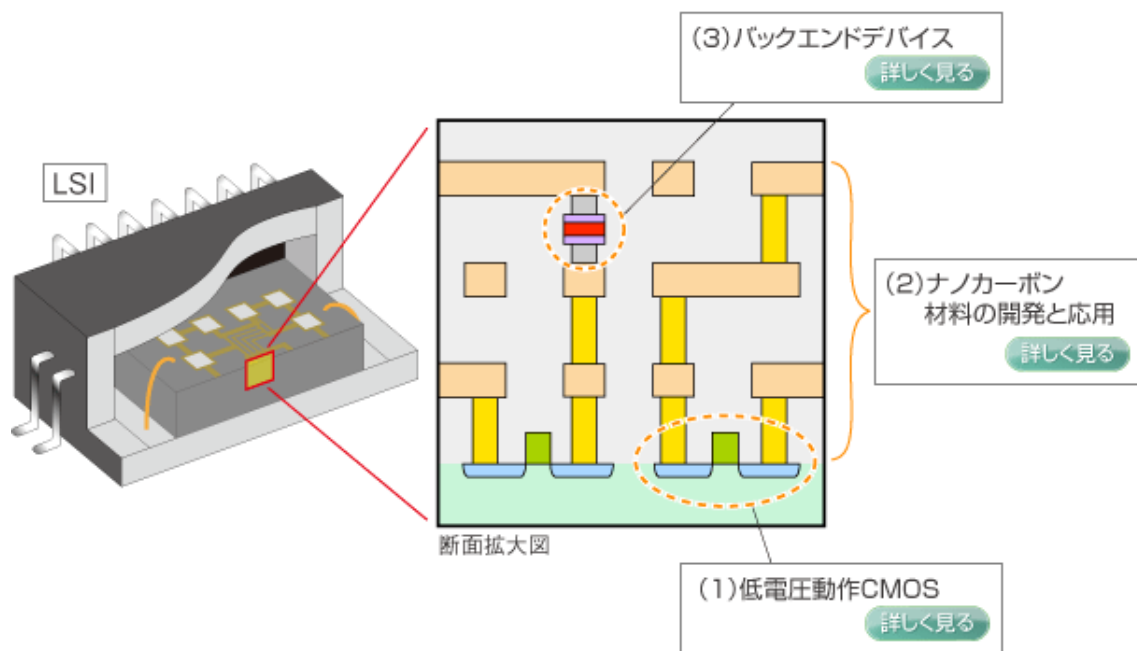 (3)バックエンドデバイス
詳しく見る
LSI
(2)ナノカーボン
材料の開発と応用
詳しく見る
断面拡大図
(1)低電圧動作CMOS
詳しく見る